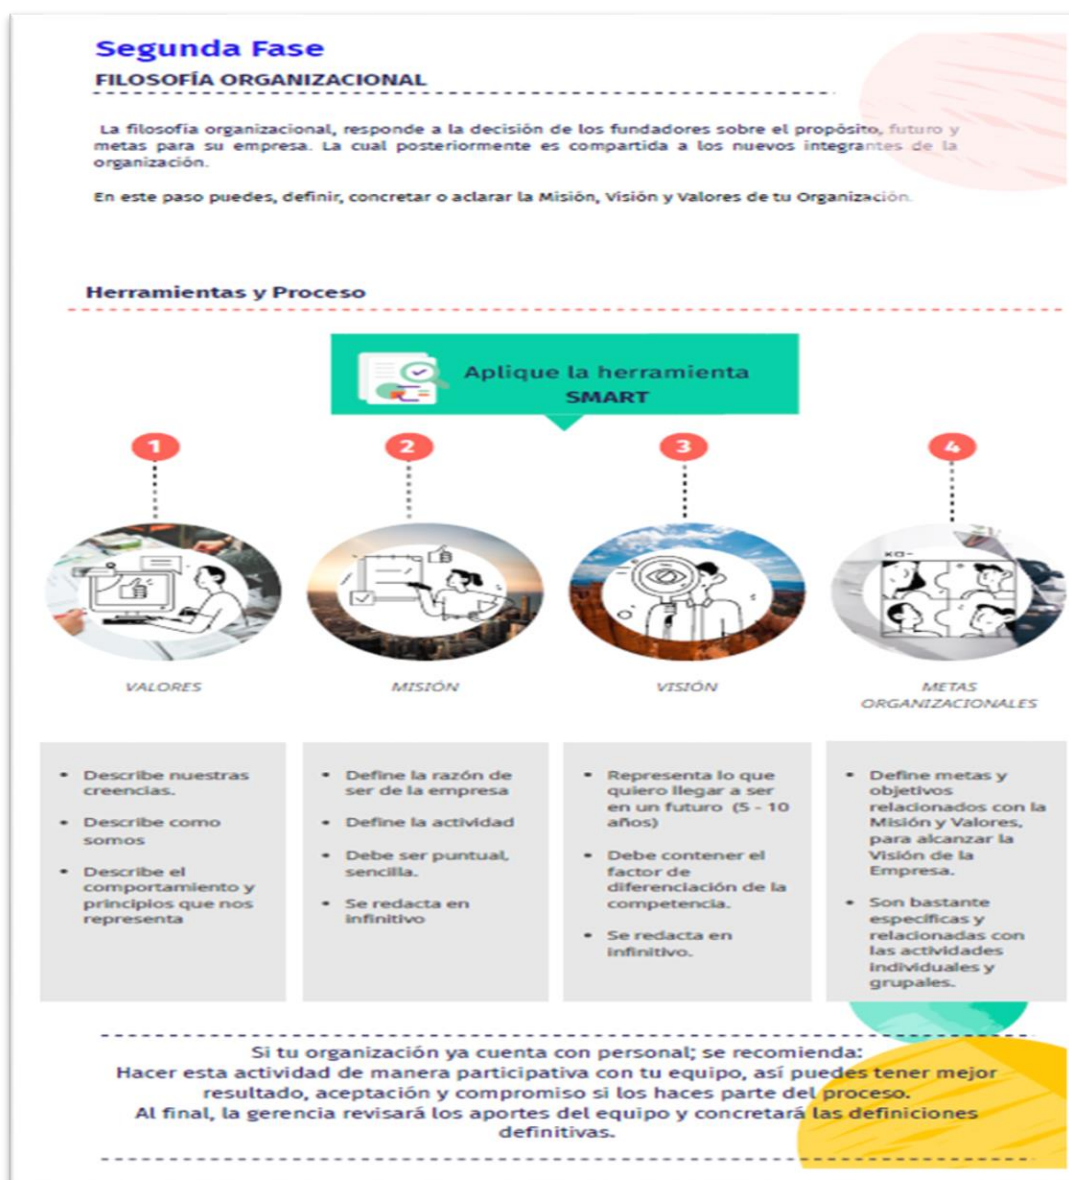 Segunda Fase
FILOSOFÍA ORGANIZACIONAL
La filosofía organizacional, responde a la decisión de los fundadores sobre el propósito, futuro y
metas para su empresa. La cual posteriormente es compartida a los nuevos integrantes de la
organización.
En este paso puedes, definir, concretar o aclarar la Misión, Visión y Valores de tu Organización.
Herramientas y Proceso
Aplique la herramienta
SMART
1
2
3
4
VALORES
MISIÓN
VISIÓN
METAS
ORGANIZACIONALES
• Describe nuestras
creencias.
• Describe como
somos
• Describe el
comportamiento y
principios que nos
representa
• Define la razón de
ser de la empresa
• Define la actividad
• Debe ser puntual,
sencilla.
• Se redacta en
infinitivo
• Representa lo que
quiero llegar a ser
en un futuro (5 - 10
años)
• Debe contener el
factor de
diferenciación de la
competencia.
• Se redacta en
infinitivo.
• Define metas y
objetivos
relacionados con la
Misión y Valores,
para alcanzar la
Visión de la
Empresa.
• Son bastante
específicas y
relacionadas con
las actividades
individuales y
grupales.
Si tu organización ya cuenta con personal; se recomienda:
Hacer esta actividad de manera participativa con tu equipo, así puedes tener mejor
resultado, aceptación y compromiso si los haces parte del proceso.
Al final, la gerencia revisará los aportes del equipo y concretará las definiciones
definitivas.